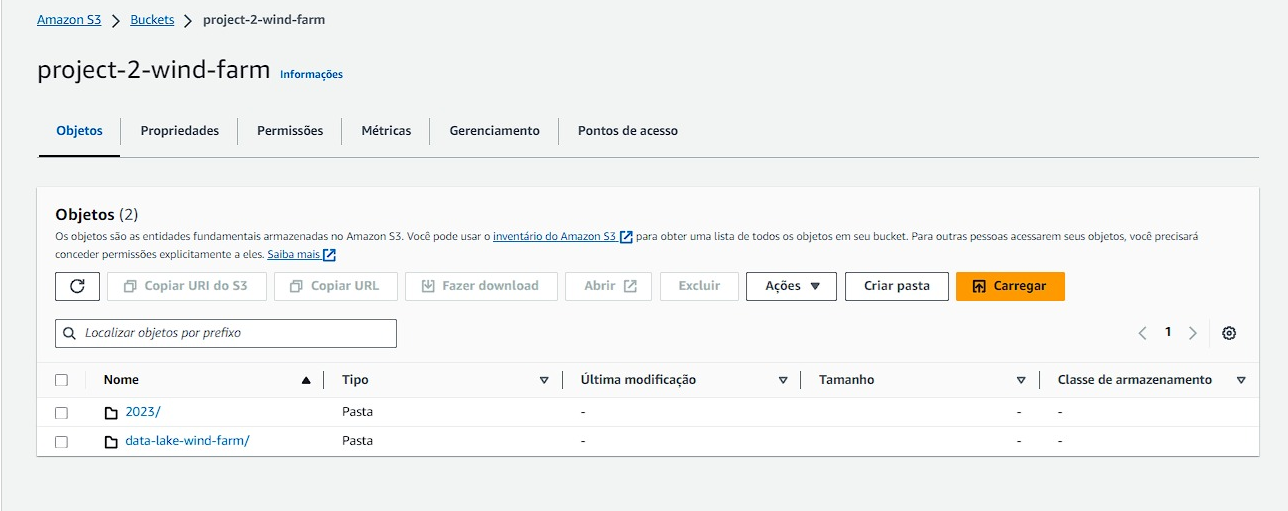 Amazon S3 > Buckets > project-2-wind-farm
project-2-wind-farm Informações
Objetos Propriedades Permissões Métricas Gerenciamento Pontos de acesso
Objetos (2)
Os objetos são as entidades fundamentais armazenadas no Amazon S3. Você pode usar o inventário do Amazon S3 para obter uma lista de todos os objetos em seu bucket. Para outras pessoas acessarem seus objetos, você precisará
conceder permissões explicitamente a eles. Saiba mais
Copiar URI do S3 Copiar URL Fazer download Abrir Excluir Ações Criar pasta Carregar
Localizar objetos por prefixo 1
Nome Tipo Última modificação Tamanho Classe de armazenamento
2023/ Pasta - - -
data-lake-wind-farm/ Pasta - - -